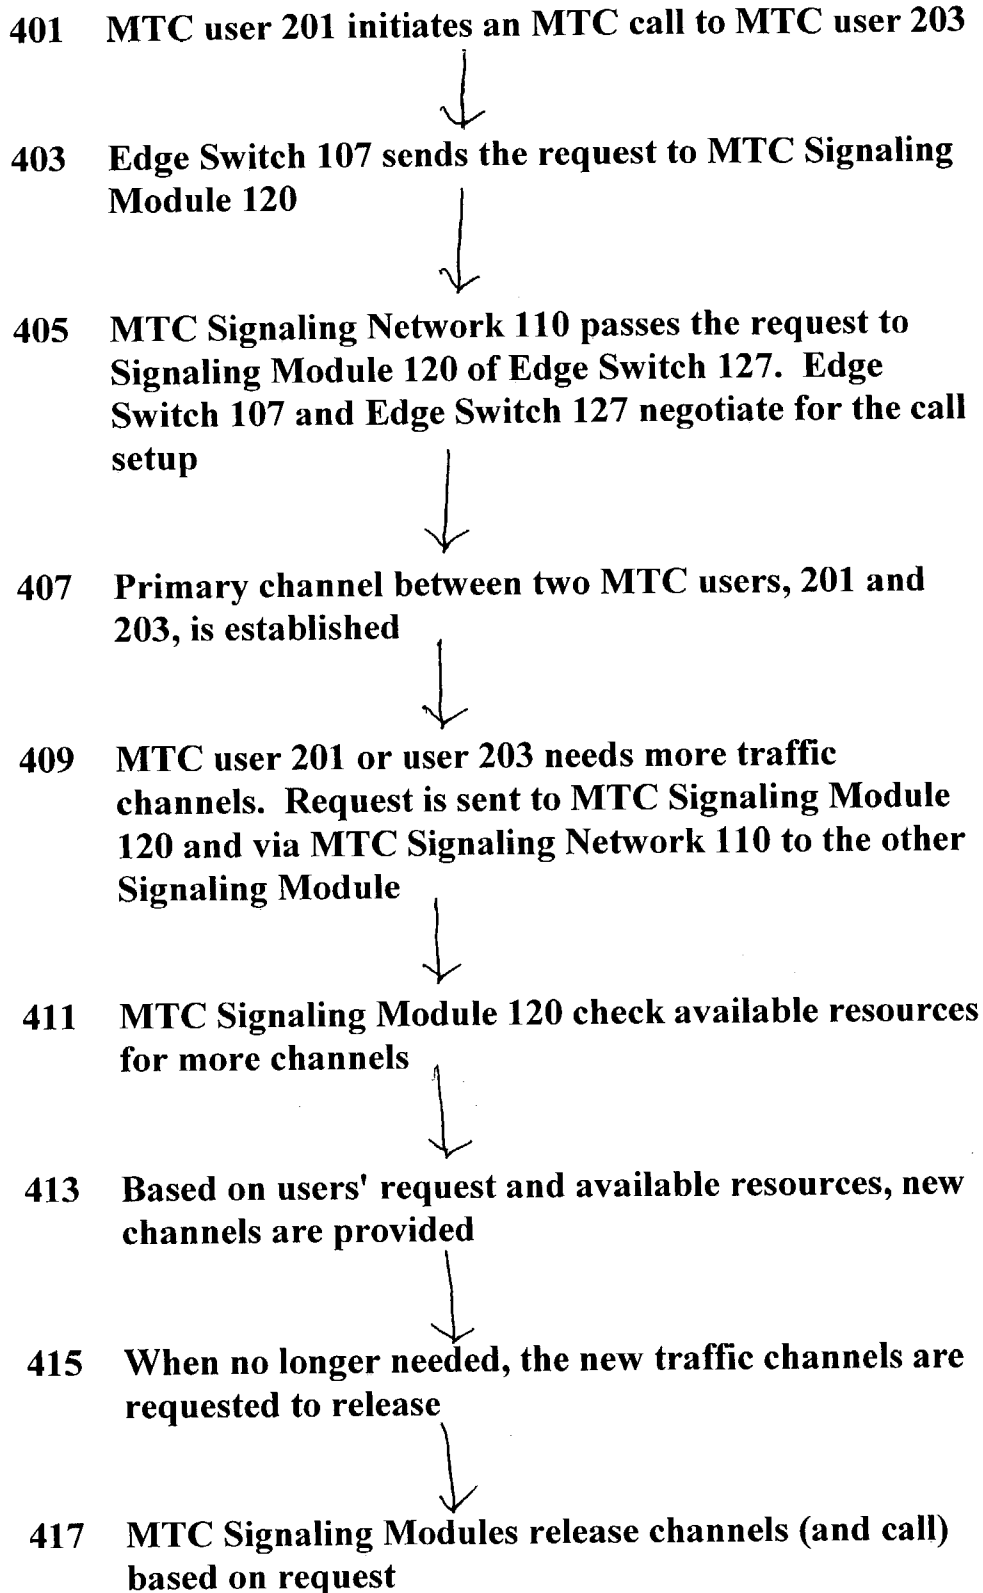 401 MTC user 201 initiates an MTC call to MTC user 203
403 Edge Switch 107 sends the request to MTC Signaling
Module 120
405 MTC Signaling Network 110 passes the request to
Signaling Module 120 of Edge Switch 127. Edge
Switch 107 and Edge Switch 127 negotiate for the call
setup
407 Primary channel between two MTC users, 201 and
203, is established
409 MTC user 201 or user 203 needs more traffic
channels. Request is sent to MTC Signaling Module
120 and via MTC Signaling Network 110 to the other
Signaling Module
411 MTC Signaling Module 120 check available resources
for more channels
413 Based on users' request and available resources, new
channels are provided
415 When no longer needed, the new traffic channels are
requested to release
417 MTC Signaling Modules release channels (and call)
based on request